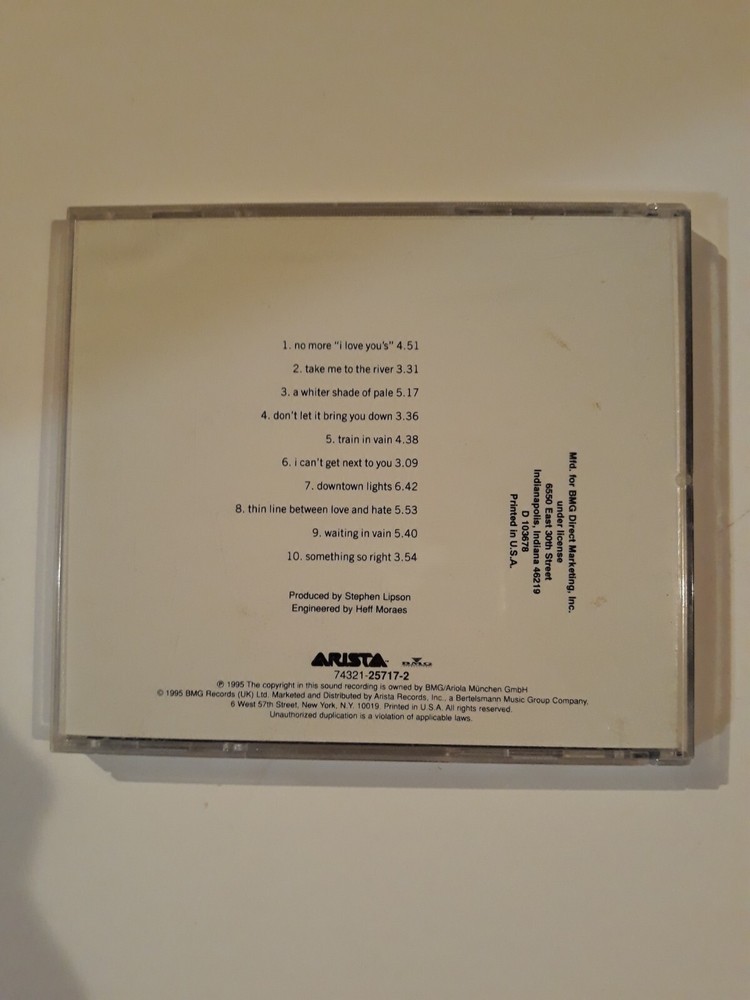 1. no more "i love you's" 4.51
2. take me to the river 3.31
3. a whiter shade of pale 5.17
4. don't let it bring you down 3.36
5. train in vain 4.38
6. i can't get next to you 3.09
7. downtown lights 6.42
8. thin line between love and hate 5.53
9. waiting in vain 5.40
10. something so right 3.54
Produced by Stephen Lipson
Engineered by Heff Moraes
Mfd. for BMG Direct Marketing, Inc.
under license
6550 East 30th Street
Indianapolis, Indiana 46219
D 103678
Printed in U.S.A.
ARISTA BMG
74321-25717-2
℗ 1995 The copyright in this sound recording is owned by BMG/Ariola München GmbH
© 1995 BMG Records (UK) Ltd. Marketed and Distributed by Arista Records, Inc., a Bertelsmann Music Group Company,
6 West 57th Street, New York, N.Y. 10019. Printed in U.S.A. All rights reserved.
Unauthorized duplication is a violation of applicable laws.